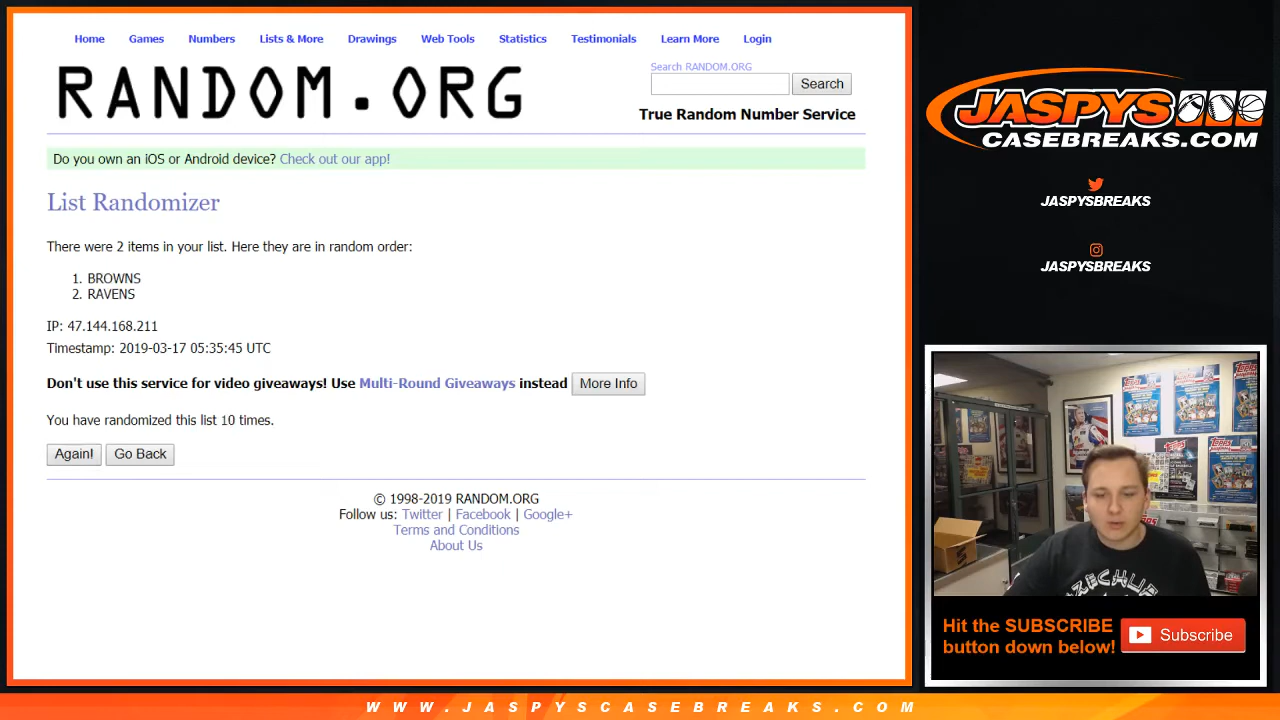 Home Games Numbers Lists & More Drawings Web Tools Statistics Testimonials Learn More Login
RANDOM.ORG
Search RANDOM.ORG
Search
True Random Number Service
Do you own an iOS or Android device? Check out our app!
List Randomizer
There were 2 items in your list. Here they are in random order:
1. BROWNS
2. RAVENS
IP: 47.144.168.211
Timestamp: 2019-03-17 05:35:45 UTC
Don't use this service for video giveaways! Use Multi-Round Giveaways instead More Info
You have randomized this list 10 times.
Again! Go Back
© 1998-2019 RANDOM.ORG
Follow us: Twitter | Facebook | Google+
Terms and Conditions
About Us
JASPYS
CASEBREAKS.COM
JASPYSBREAKS
JASPYSBREAKS
Hit the SUBSCRIBE
button down below!
Subscribe
WWW.JASPYSCASEBREAKS.COM